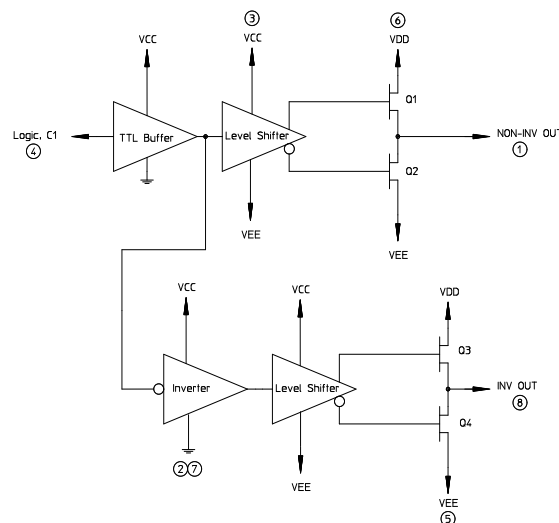 ③ ⑥
VCC VCC VDD
Q1
Logic, C1 TTL Buffer Level Shifter NON-INV OUT
④ ①
Q2
VEE VEE
VCC VCC VDD
Q3
Inverter Level Shifter INV OUT
⑧
Q4
②⑦ VEE VEE
⑤